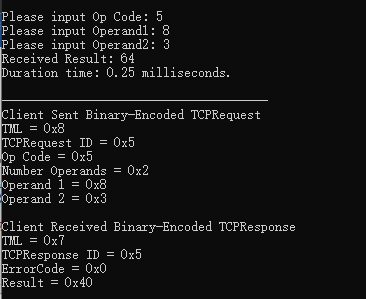 Please input Op Code: 5
Please input Operand1: 8
Please input Operand2: 3
Received Result: 64
Duration time: 0.25 milliseconds.
Client Sent Binary-Encoded TCPRequest
TML = 0x8
TCPRequest ID = 0x5
Op Code = 0x5
Number Operands = 0x2
Operand 1 = 0x8
Operand 2 = 0x3
Client Received Binary-Encoded TCPResponse
TML = 0x7
TCPResponse ID = 0x5
ErrorCode = 0x0
Result = 0x40